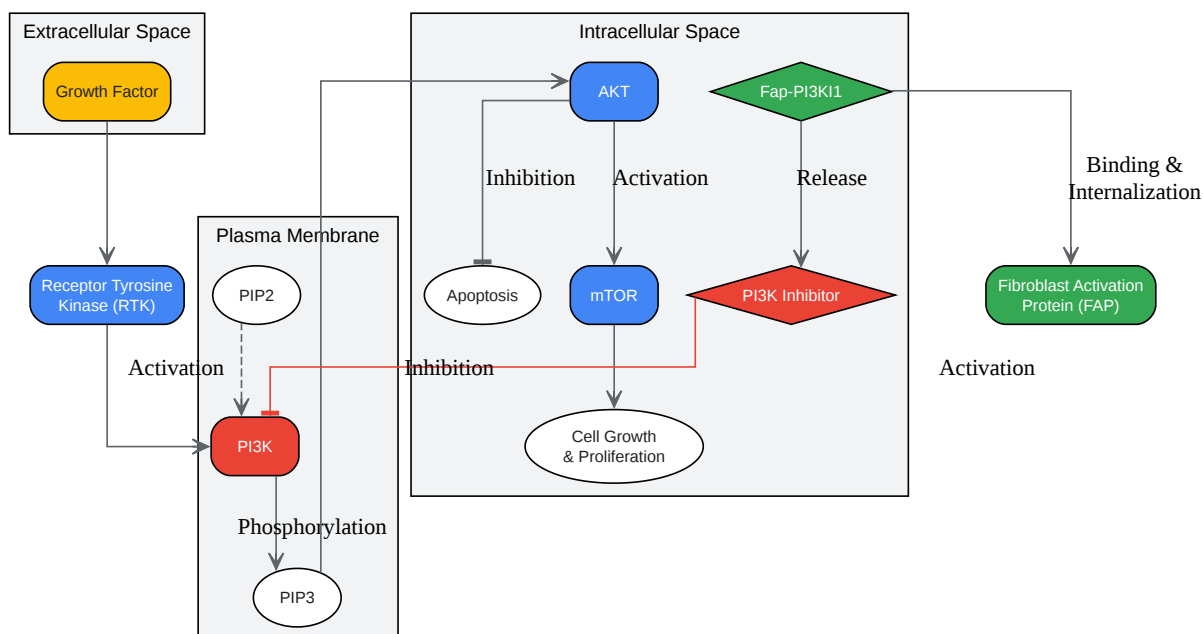 Extracellular Space
Growth Factor
Intracellular Space
AKT
Fap-PI3KI1
Inhibition
Activation
Release
Binding &
Internalization
Plasma Membrane
Receptor Tyrosine
Kinase (RTK)
PIP2
Apoptosis
mTOR
PI3K Inhibitor
Fibroblast Activation
Protein (FAP)
Activation
Inhibition
Activation
PI3K
Cell Growth
& Proliferation
Phosphorylation
PIP3